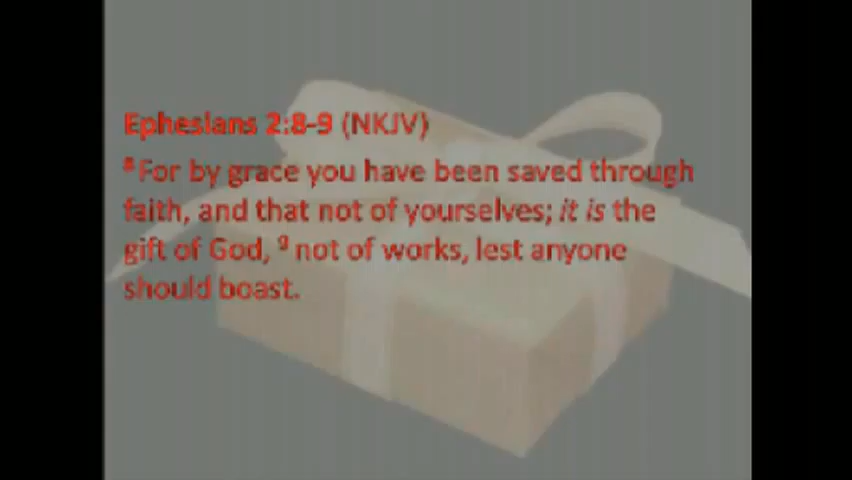 Ephesians 2:8-9 (NKJV)
8 For by grace you have been saved through
faith, and that not of yourselves; it is the
gift of God, 9 not of works, lest anyone
should boast.